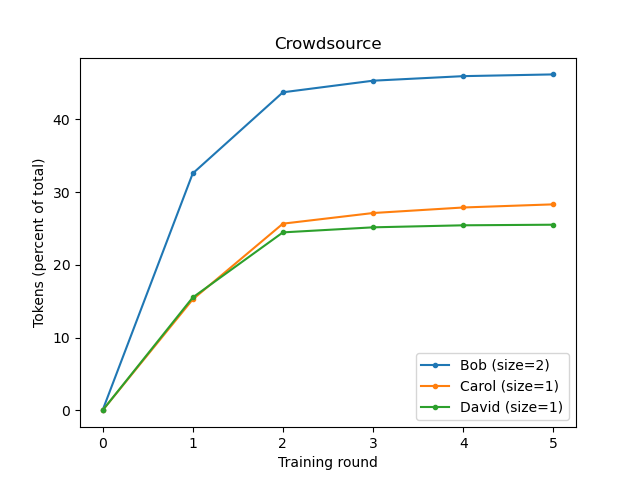 Crowdsource
Tokens (percent of total)
40
30
20
10
0
0 1 2 3 4 5
Training round
Bob (size=2)
Carol (size=1)
David (size=1)